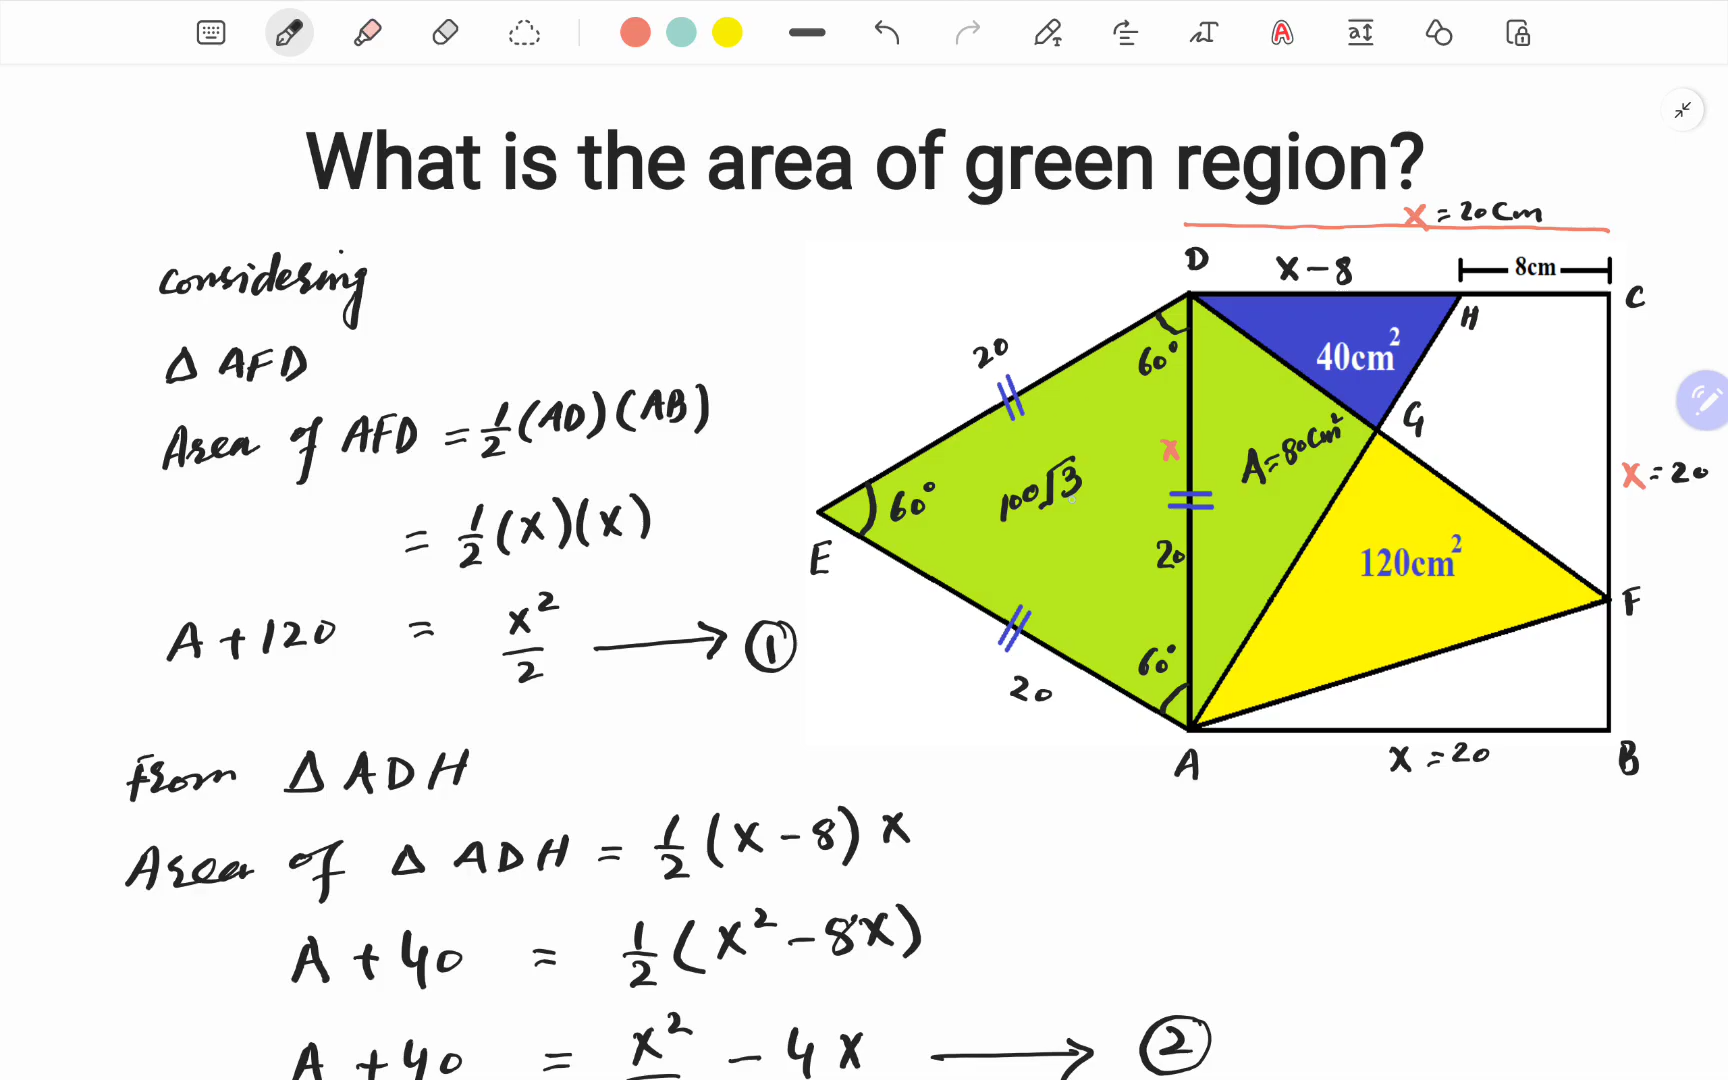 What is the area of green region?
x = 20 cm
considering
Δ AFD
Area of AFD = 1/2 (AD)(AB)
= 1/2 (x)(x)
A + 120 = x²/2 → ①
From Δ ADH
Area of Δ ADH = 1/2 (x - 8) x
A + 40 = 1/2 (x² - 8x)
A + 40 = x² - 4x → ②
D
x - 8
8cm
C
H
20
60°
40cm²
G
x
A = 80cm²
x = 20
60°
100√3
E
20
120cm²
F
60°
20
A
x = 20
B